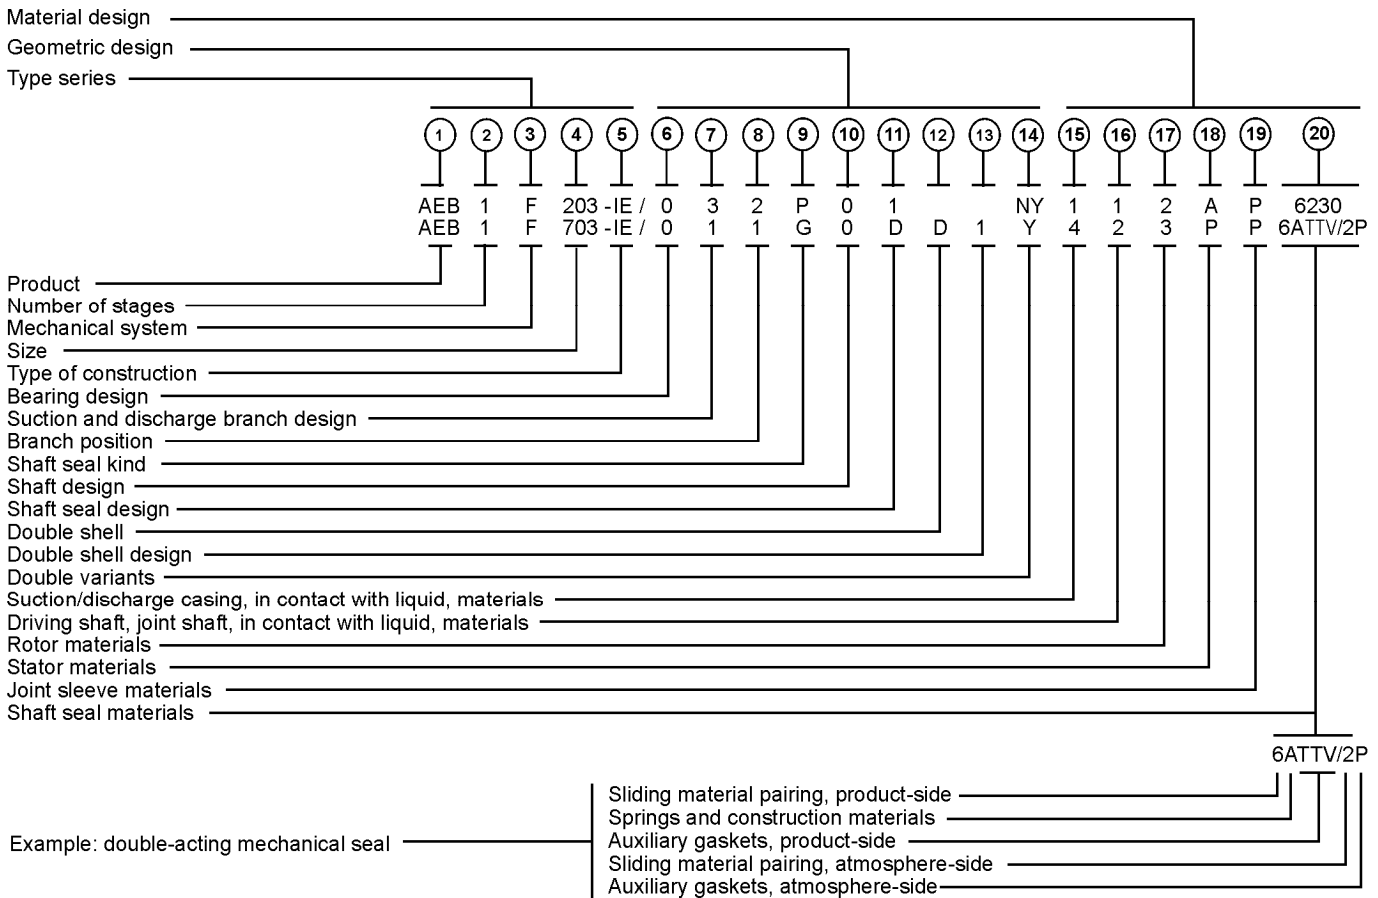 Material design
Geometric design
Type series
1 2 3 4 5 6 7 8 9 10 11 12 13 14 15 16 17 18 19 20
AEB 1 F 203 -IE / 0 3 2 P 0 1 NY 1 1 2 A P 6230
AEB 1 F 703 -IE / 0 1 1 G 0 D D 1 Y 4 2 3 P P 6ATTV/2P
Product
Number of stages
Mechanical system
Size
Type of construction
Bearing design
Suction and discharge branch design
Branch position
Shaft seal kind
Shaft design
Shaft seal design
Double shell
Double shell design
Double variants
Suction/discharge casing, in contact with liquid, materials
Driving shaft, joint shaft, in contact with liquid, materials
Rotor materials
Stator materials
Joint sleeve materials
Shaft seal materials
6ATTV/2P
Example: double-acting mechanical seal
Sliding material pairing, product-side
Springs and construction materials
Auxiliary gaskets, product-side
Sliding material pairing, atmosphere-side
Auxiliary gaskets, atmosphere-side